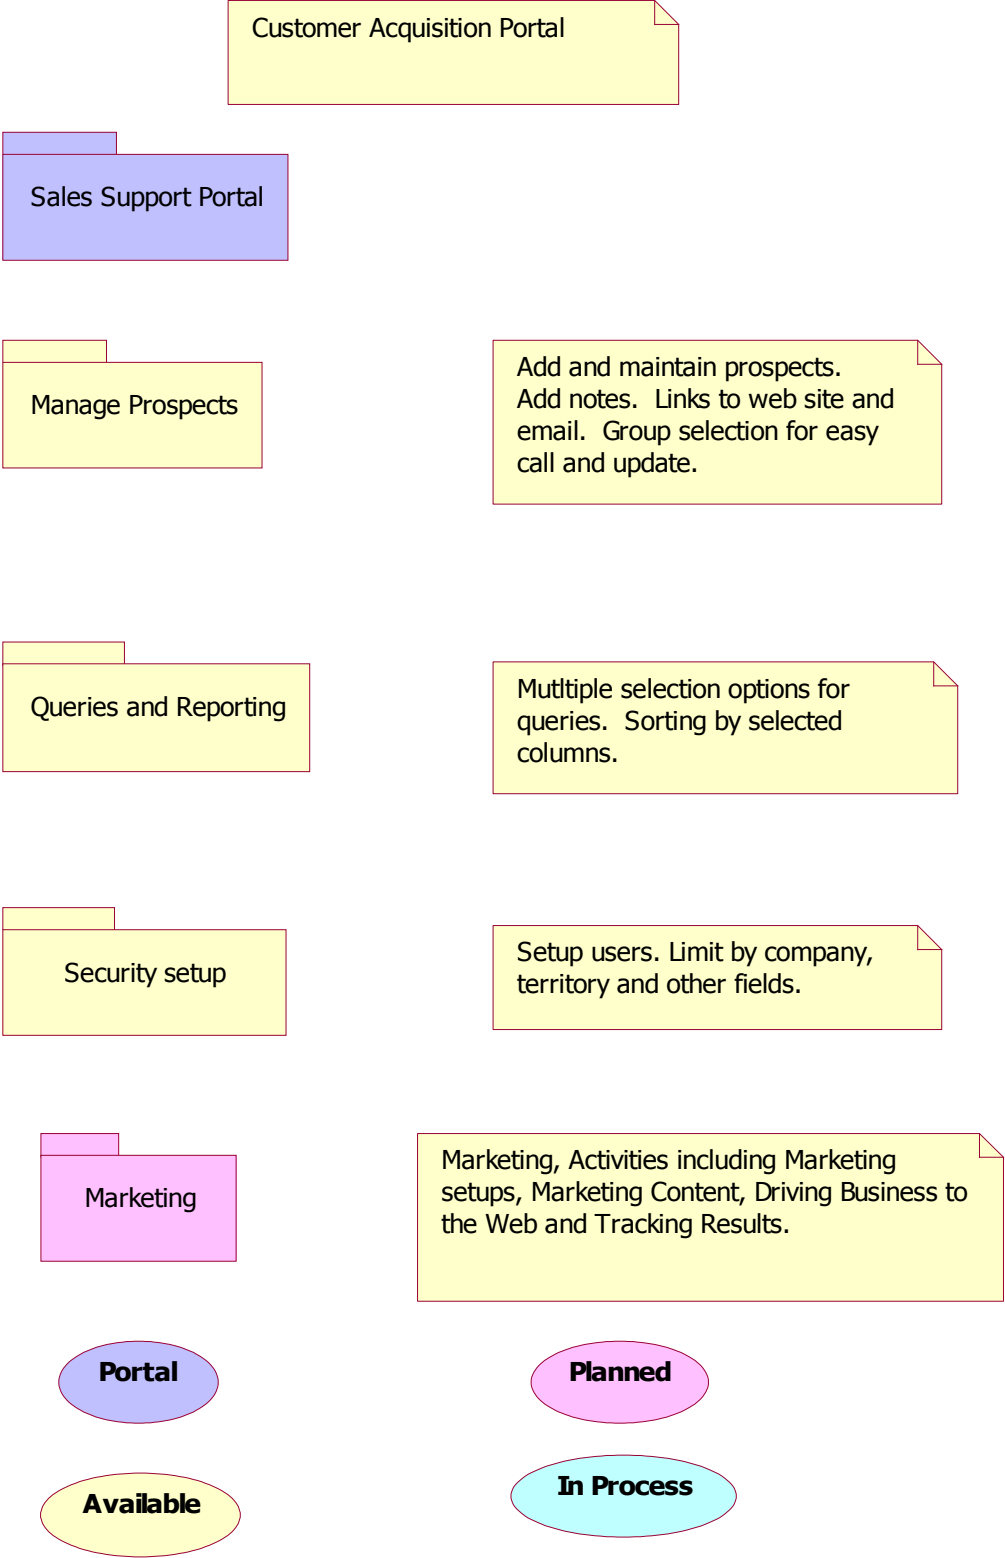 Customer Acquisition Portal
Sales Support Portal
Manage Prospects
Add and maintain prospects.
Add notes.  Links to web site and
email.  Group selection for easy
call and update.
Queries and Reporting
Mutltiple selection options for
queries.  Sorting by selected
columns.
Security setup
Setup users. Limit by company,
territory and other fields.
Marketing
Marketing, Activities including Marketing
setups, Marketing Content, Driving Business to
the Web and Tracking Results.
Portal
Planned
Available
In Process